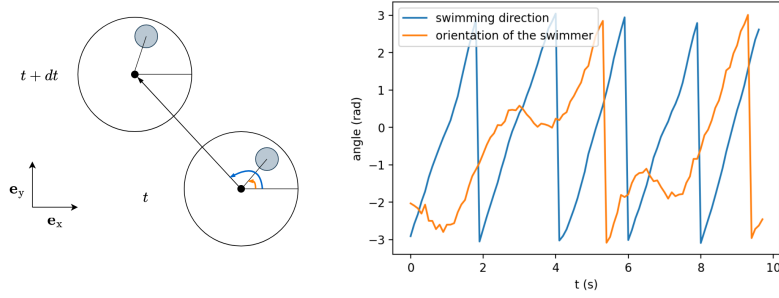 t + dt
t
e_y
e_x
swimming direction
orientation of the swimmer
angle (rad)
3
2
1
0
−1
−2
−3
0
2
4
6
8
10
t (s)